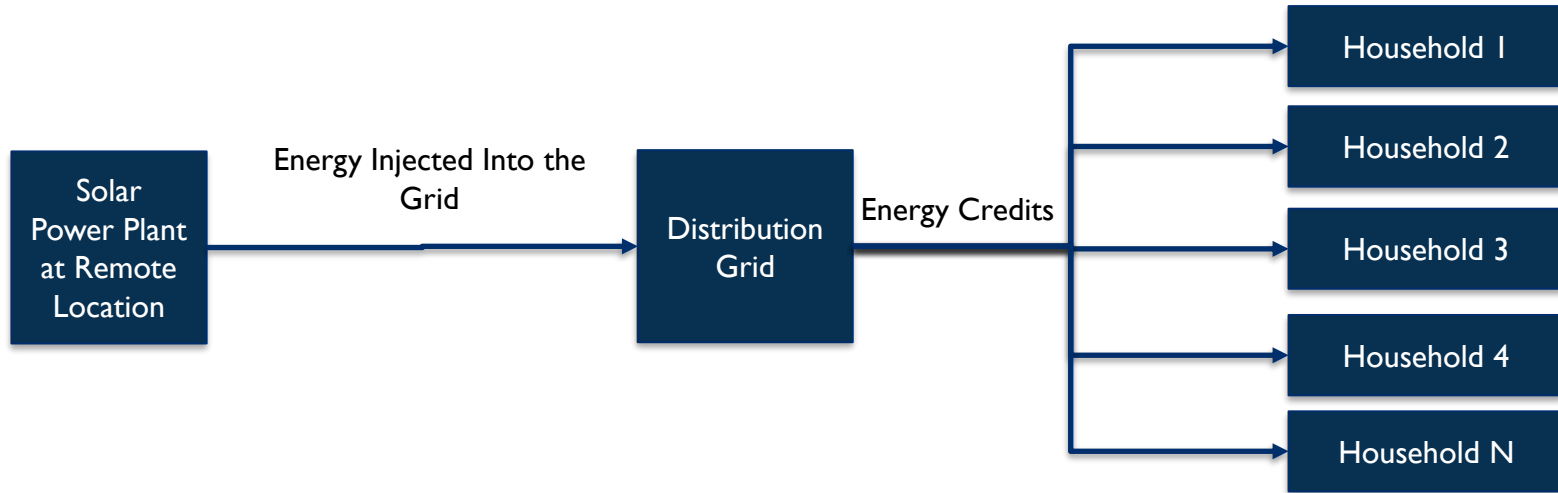 Solar
Power Plant
at Remote
Location
Energy Injected Into the
Grid
Distribution
Grid
Energy Credits
Household 1
Household 2
Household 3
Household 4
Household N